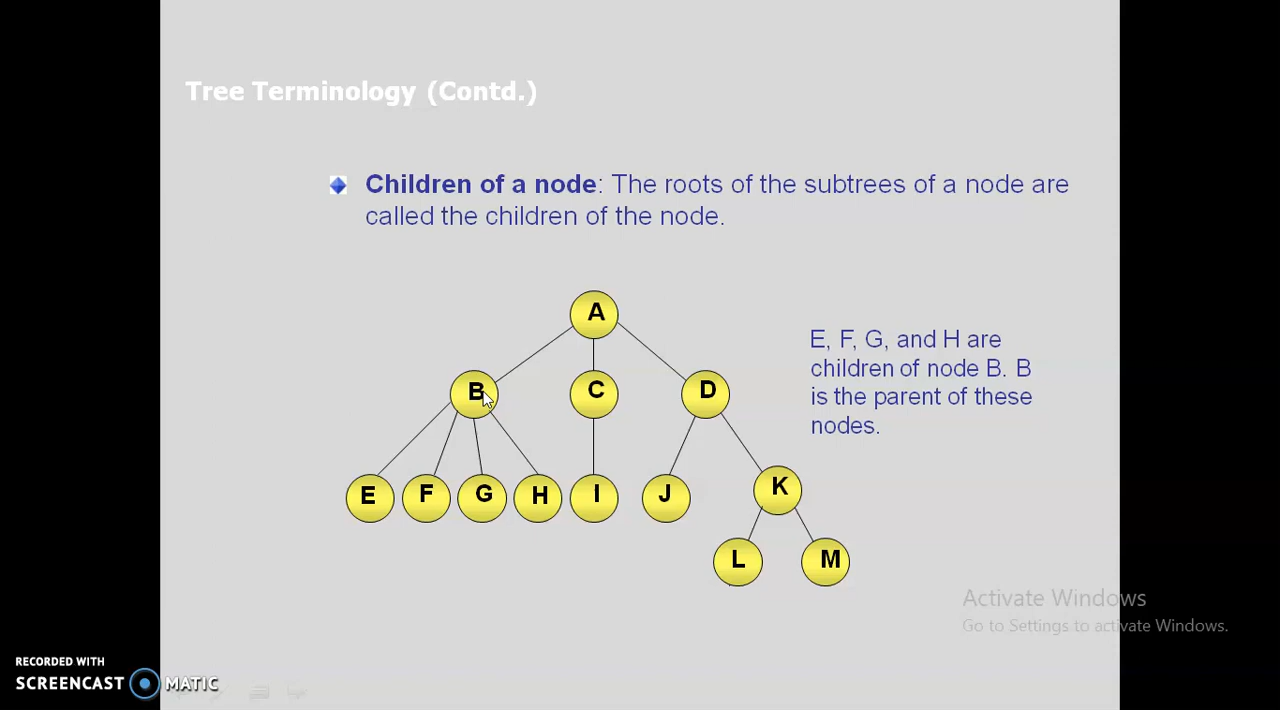 Tree Terminology (Contd.)
Children of a node: The roots of the subtrees of a node are
called the children of the node.
A
B
C
D
E, F, G, and H are
children of node B. B
is the parent of these
nodes.
E
F
G
H
I
J
K
L
M
Activate Windows
Go to Settings to activate Windows.
RECORDED WITH
SCREENCAST MATIC